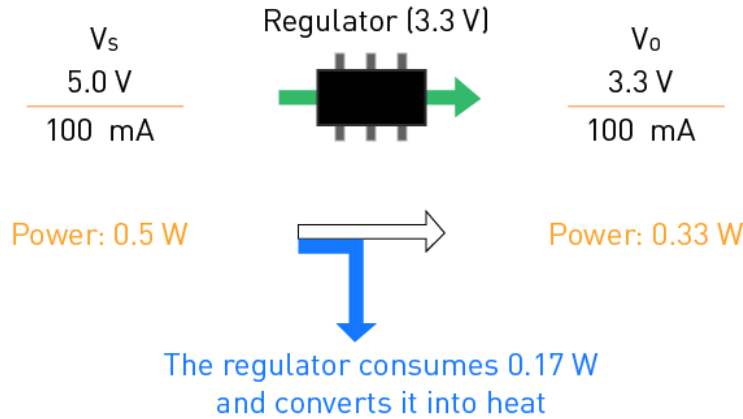 Regulator (3.3 V)
Vs
5.0 V
100 mA
Vo
3.3 V
100 mA
Power: 0.5 W
Power: 0.33 W
The regulator consumes 0.17 W
and converts it into heat